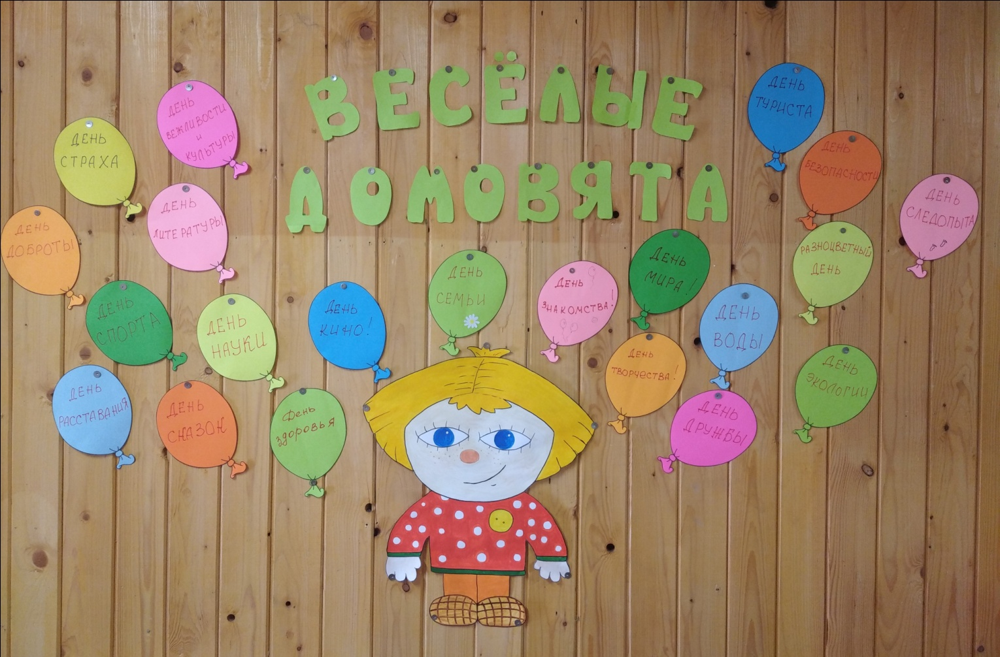 ВЕСЁЛЫЕ
ДОМОВЯТА
ДЕНЬ
ВЕЖЛИВОСТИ
И
КУЛЬТУРЫ
ДЕНЬ
СТРАХА
ДЕНЬ
ЛИТЕРАТУРЫ
ДЕНЬ
ДОБРОТЫ
ДЕНЬ
СПОРТА
ДЕНЬ
НАУКИ
ДЕНЬ
КИНО!
ДЕНЬ
РАССТАВАНИЯ
ДЕНЬ
СКАЗОК
День
здоровья
ДЕНЬ
СЕМЬИ
ДЕНЬ
ЗНАКОМСТВА!
ДЕНЬ
МИРА!
ДЕНЬ
ТВОРЧЕСТВА!
ДЕНЬ
ВОДЫ
ДЕНЬ
ДРУЖБЫ
ДЕНЬ
ТУРИСТА
ДЕНЬ
БЕЗОПАСНОСТИ
ДЕНЬ
СЛЕДОПЫТА
РАЗНОЦВЕТНЫЙ
ДЕНЬ
ДЕНЬ
ЭКОЛОГИИ